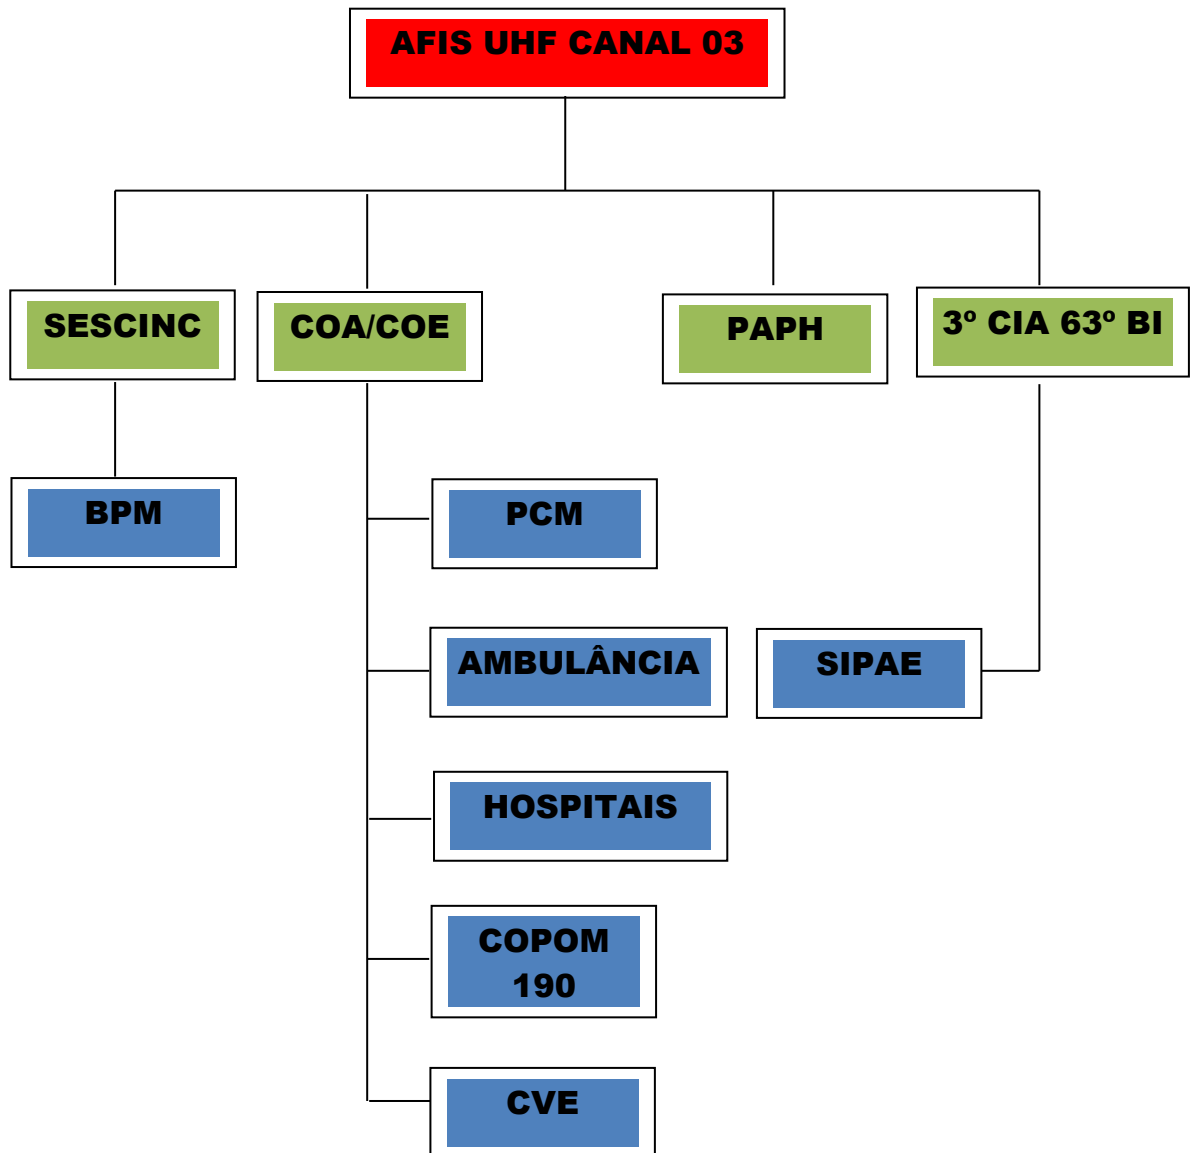 AFIS UHF CANAL 03
SESCINC
COA/COE
PAPH
3º CIA 63º BI
BPM
PCM
AMBULÂNCIA
SIPAE
HOSPITAIS
COPOM
190
CVE